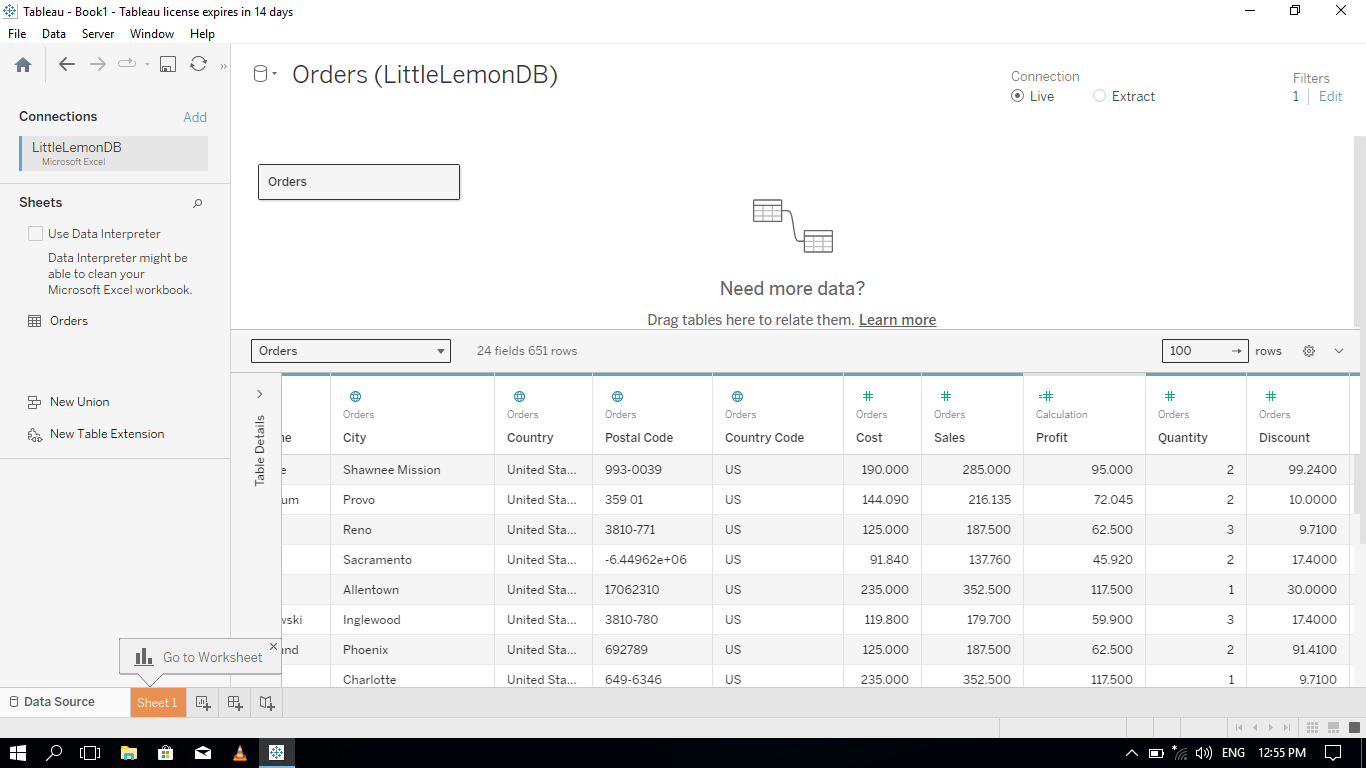 Tableau - Book1 - Tableau license expires in 14 days
File Data Server Window Help
Connections Add
LittleLemonDB
Microsoft Excel
Sheets
Use Data Interpreter
Data Interpreter might be
able to clean your
Microsoft Excel workbook.
Orders
New Union
New Table Extension
Orders (LittleLemonDB)
Connection
Live Extract
Filters
1 Edit
Orders
Need more data?
Drag tables here to relate them. Learn more
Orders 24 fields 651 rows 100 rows
Table Details
Orders Orders Orders Orders Orders Orders Calculation Orders Orders
City Country Postal Code Country Code Cost Sales Profit Quantity Discount
Shawnee Mission United Sta... 993-0039 US 190.000 285.000 95.000 2 99.2400
Provo United Sta... 359 01 US 144.090 216.135 72.045 2 10.0000
Reno United Sta... 3810-771 US 125.000 187.500 62.500 3 9.7100
Sacramento United Sta... -6.44962e+06 US 91.840 137.760 45.920 2 17.4000
Allentown United Sta... 17062310 US 235.000 352.500 117.500 1 30.0000
Inglewood United Sta... 3810-780 US 119.800 179.700 59.900 3 17.4000
Phoenix United Sta... 692789 US 125.000 187.500 62.500 2 91.4100
Charlotte United Sta... 649-6346 US 235.000 352.500 117.500 1 9.7100
Go to Worksheet
Data Source Sheet 1
ENG 12:55 PM